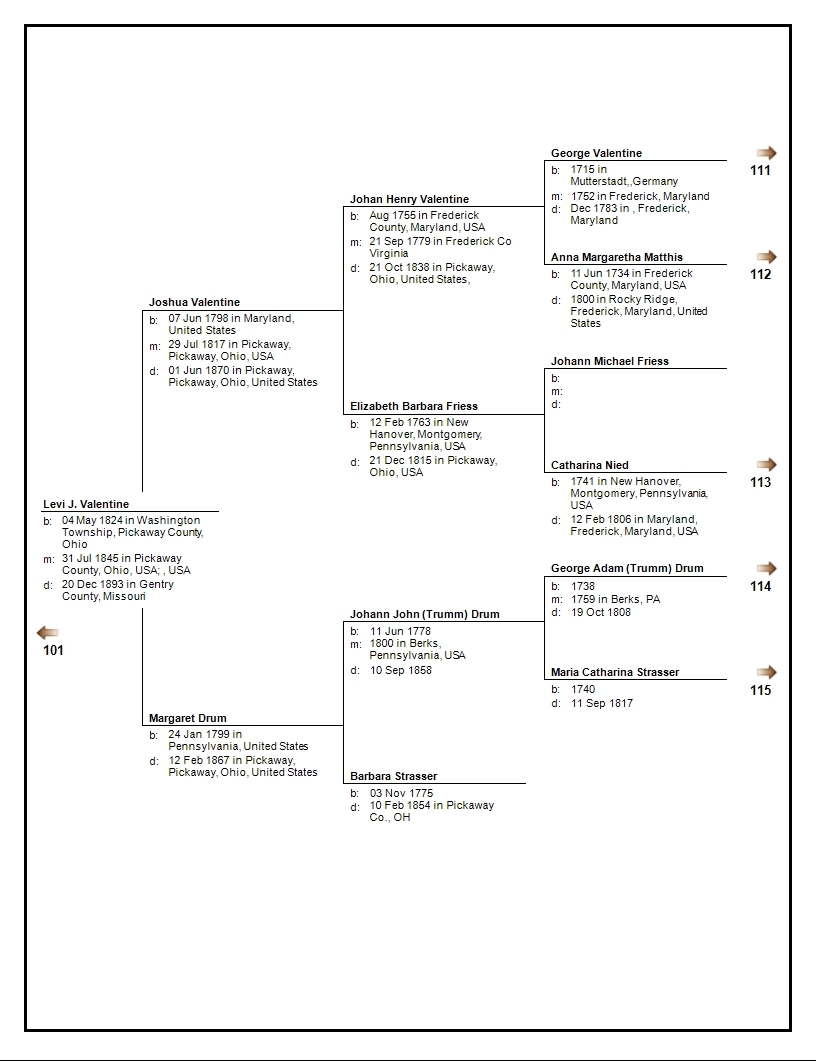 George Valentine
b: 1715 in
Mutterstadt,,Germany
m: 1752 in Frederick, Maryland
d: Dec 1783 in , Frederick,
Maryland
111
Johan Henry Valentine
b: Aug 1755 in Frederick
County, Maryland, USA
m: 21 Sep 1779 in Frederick Co
Virginia
d: 21 Oct 1838 in Pickaway,
Ohio, United States,
Anna Margaretha Matthis
b: 11 Jun 1734 in Frederick
County, Maryland, USA
d: 1800 in Rocky Ridge,
Frederick, Maryland, United
States
112
Joshua Valentine
b: 07 Jun 1798 in Maryland,
United States
m: 29 Jul 1817 in Pickaway,
Pickaway, Ohio, USA
d: 01 Jun 1870 in Pickaway,
Pickaway, Ohio, United States
Johann Michael Friess
b:
m:
d:
Elizabeth Barbara Friess
b: 12 Feb 1763 in New
Hanover, Montgomery,
Pennsylvania, USA
d: 21 Dec 1815 in Pickaway,
Ohio, USA
Catharina Nied
b: 1741 in New Hanover,
Montgomery, Pennsylvania,
USA
d: 12 Feb 1806 in Maryland,
Frederick, Maryland, USA
113
Levi J. Valentine
b: 04 May 1824 in Washington
Township, Pickaway County,
Ohio
m: 31 Jul 1845 in Pickaway
County, Ohio, USA; , USA
d: 20 Dec 1893 in Gentry
County, Missouri
101
George Adam (Trumm) Drum
b: 1738
m: 1759 in Berks, PA
d: 19 Oct 1808
114
Johann John (Trumm) Drum
b: 11 Jun 1778
m: 1800 in Berks,
Pennsylvania, USA
d: 10 Sep 1858
Maria Catharina Strasser
b: 1740
d: 11 Sep 1817
115
Margaret Drum
b: 24 Jan 1799 in
Pennsylvania, United States
d: 12 Feb 1867 in Pickaway,
Pickaway, Ohio, United States
Barbara Strasser
b: 03 Nov 1775
d: 10 Feb 1854 in Pickaway
Co., OH